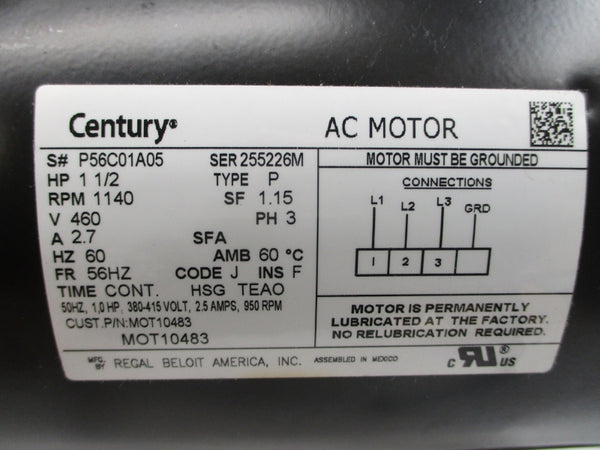 Century®
AC MOTOR
S# P56C01A05 SER 255226M
HP 1 1/2 TYPE P
RPM 1140 SF 1.15
V 460 PH 3
A 2.7 SFA
HZ 60 AMB 60 °C
FR 56HZ CODE J INS F
TIME CONT. HSG TEAO
50HZ, 1.0 HP, 380-415 VOLT, 2.5 AMPS, 950 RPM
CUST.P/N:MOT10483
MOT10483
MOTOR MUST BE GROUNDED
CONNECTIONS
L1 L2 L3 GRD
1 2 3
MOTOR IS PERMANENTLY
LUBRICATED AT THE FACTORY.
NO RELUBRICATION REQUIRED.
MFG. BY REGAL BELOIT AMERICA, INC. ASSEMBLED IN MEXICO
C RU US